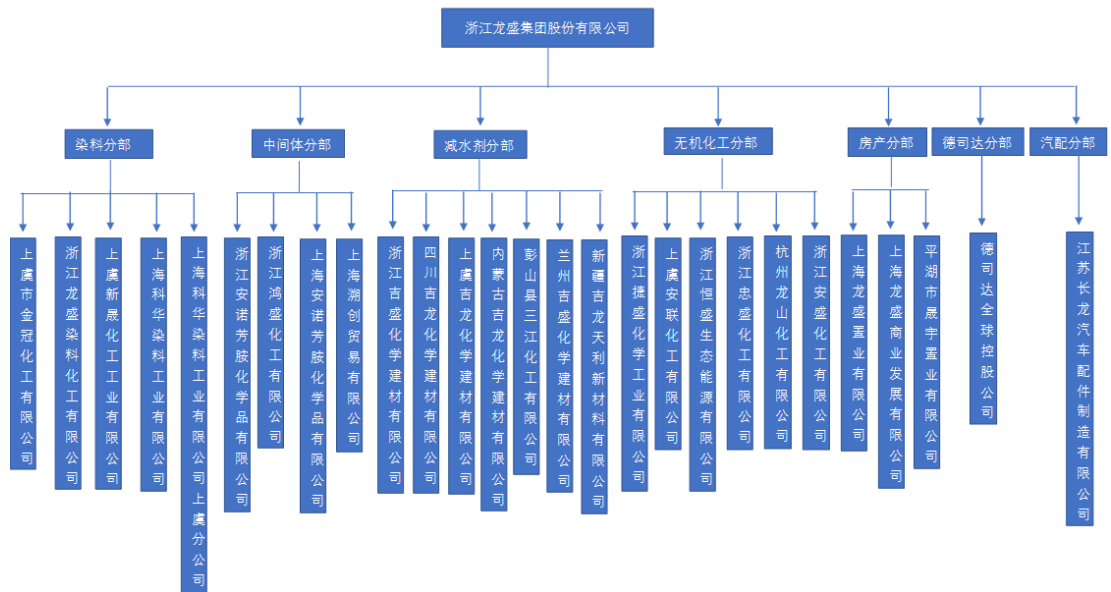 浙江龙盛集团股份有限公司
染料分部
中间体分部
减水剂分部
无机化工分部
房产分部
德司达分部
汽配分部
上虞市金冠化工有限公司
浙江龙盛染料化工有限公司
上虞新晟化工工业有限公司
上海科华染料工业有限公司
上海科华染料工业有限公司上虞分公司
浙江安诺芳胺化学品有限公司
浙江鸿盛化工有限公司
上海安诺芳胺化学品有限公司
上海溯创贸易有限公司
浙江吉盛化学建材有限公司
四川吉龙化学建材有限公司
上虞吉龙化学建材有限公司
内蒙古吉龙化学建材有限公司
彭山县三江化工有限公司
兰州吉盛化学建材有限公司
新疆吉龙天利新材料有限公司
浙江捷盛化学工业有限公司
上虞安联化工有限公司
浙江恒盛生态能源有限公司
浙江忠盛化工有限公司
杭州龙山化工有限公司
浙江安盛化工有限公司
上海龙盛置业有限公司
上海龙盛商业发展有限公司
平湖市晟宇置业有限公司
德司达全球控股公司
江苏长龙汽车配件制造有限公司